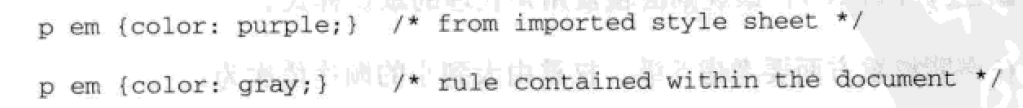 p em {color: purple;} /* from imported style sheet */
p em {color: gray;} /* rule contained within the document */